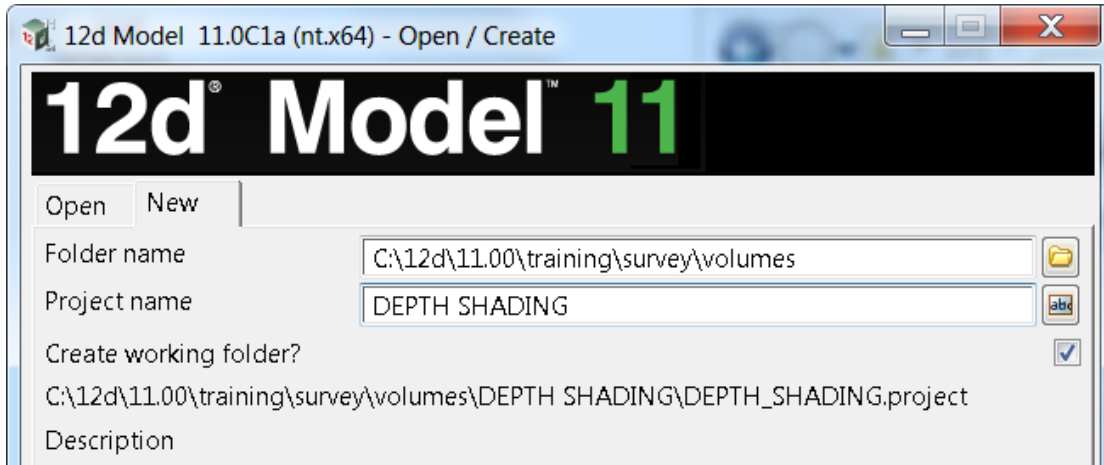 12d Model 11.0C1a (nt.x64) - Open / Create
12d® Model™ 11
Open New
Folder name C:\12d\11.00\training\survey\volumes
Project name DEPTH SHADING
abc
Create working folder?
C:\12d\11.00\training\survey\volumes\DEPTH SHADING\DEPTH_SHADING.project
Description